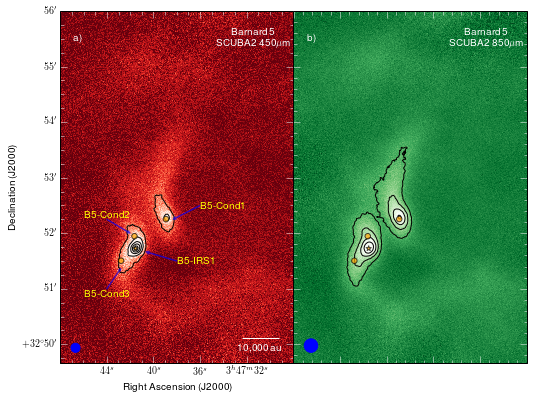 56′
a)
Barnard 5
SCUBA2 450μm
b)
Barnard 5
SCUBA2 850μm
55′
54′
53′
52′
51′
+32°50′
Declination (J2000)
B5-Cond1
B5-Cond2
B5-IRS1
B5-Cond3
10,000 au
44ˢ
40ˢ
36ˢ
3ʰ47ᵐ32ˢ
Right Ascension (J2000)